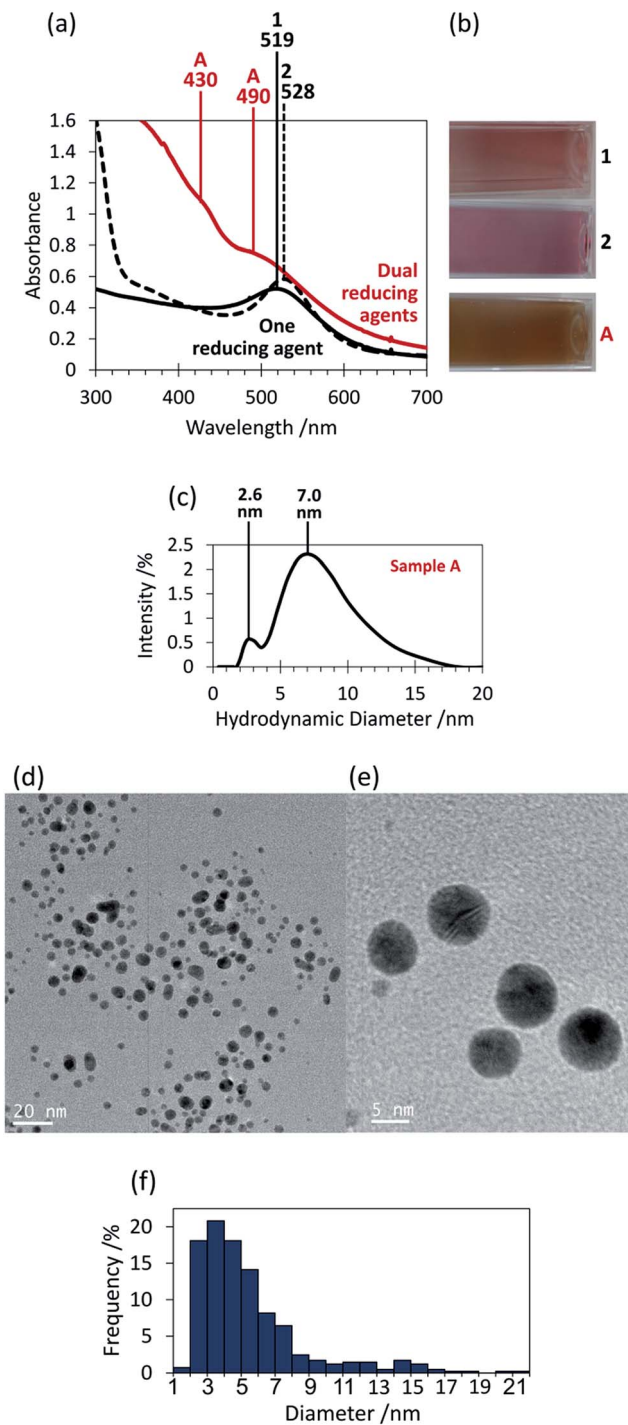 (a)
A
430
A
490
1
519
2
528
1.6
1.4
1.2
1
0.8
0.6
0.4
0.2
0
Absorbance
Dual
reducing
agents
One
reducing agent
300 400 500 600 700
Wavelength /nm
(b)
1
2
A
(c)
2.6
nm
7.0
nm
2.5
2
1.5
1
0.5
0
Intensity /%
Sample A
0 5 10 15 20
Hydrodynamic Diameter /nm
(d)
20 nm
(e)
5 nm
(f)
20
15
10
5
0
Frequency /%
1 3 5 7 9 11 13 15 17 19 21
Diameter /nm